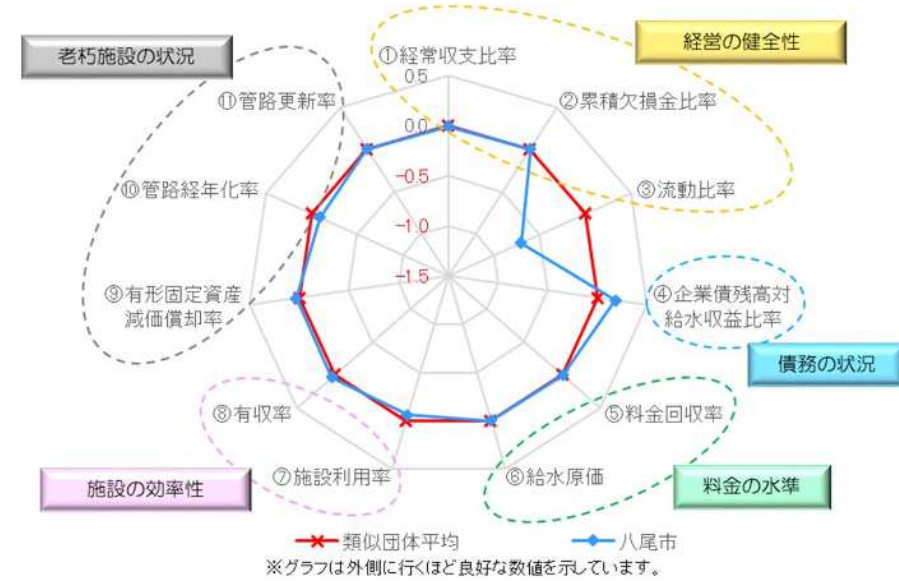 老朽施設の状況
経営の健全性
①経常収支比率
0.5
⑪管路更新率
②累積欠損金比率
0.0
⑩管路経年化率
③流動比率
-0.5
-1.0
-1.5
⑨有形固定資産
減価償却率
④企業債残高対
給水収益比率
債務の状況
⑧有収率
⑤料金回収率
⑦施設利用率
⑥給水原価
施設の効率性
料金の水準
類似団体平均
八尾市
※グラフは外側に行くほど良好な数値を示しています。